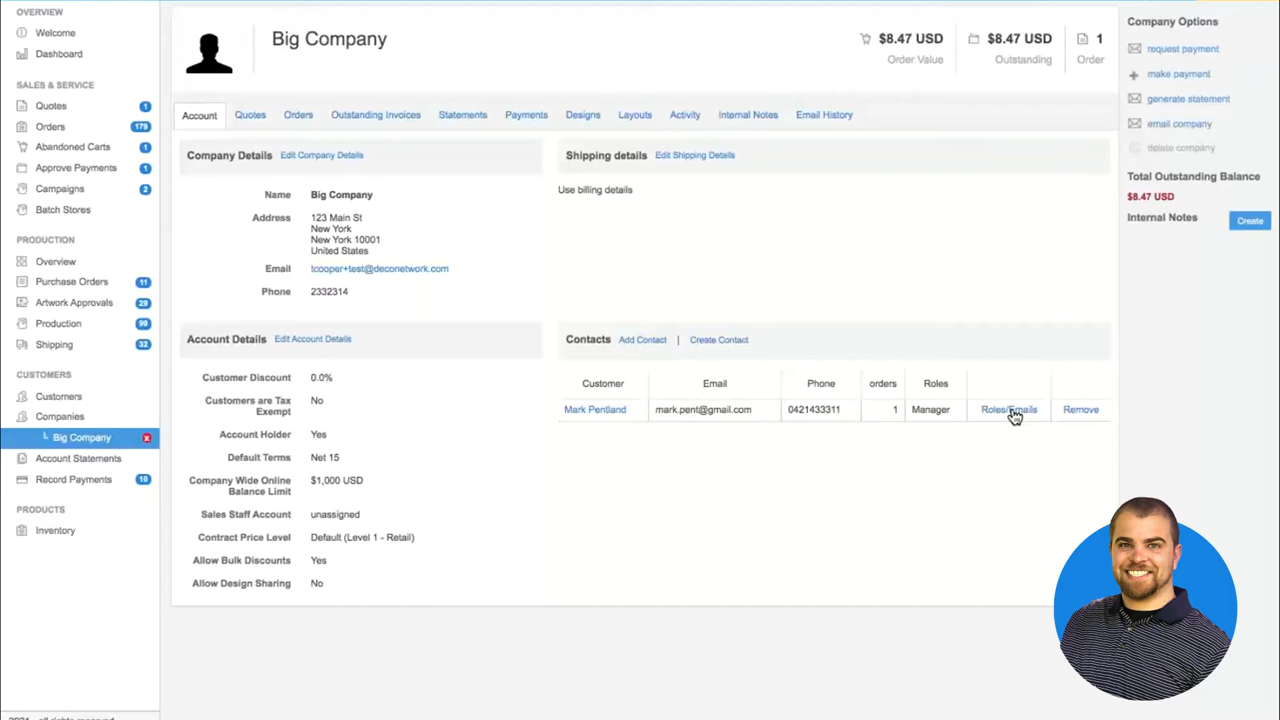 OVERVIEW
Welcome
Dashboard
SALES & SERVICE
Quotes 1
Orders 179
Abandoned Carts 1
Approve Payments 1
Campaigns 2
Batch Stores
PRODUCTION
Overview
Purchase Orders 11
Artwork Approvals 29
Production 99
Shipping 32
CUSTOMERS
Customers
Companies
Big Company x
Account Statements
Record Payments 10
PRODUCTS
Inventory
Big Company
$8.47 USD
Order Value
$8.47 USD
Outstanding
1
Order
Account Quotes Orders Outstanding Invoices Statements Payments Designs Layouts Activity Internal Notes Email History
Company Details Edit Company Details
Name Big Company
Address 123 Main St
New York
New York 10001
United States
Email tcooper+test@deconetwork.com
Phone 2332314
Shipping details Edit Shipping Details
Use billing details
Account Details Edit Account Details
Customer Discount 0.0%
Customers are Tax Exempt No
Account Holder Yes
Default Terms Net 15
Company Wide Online Balance Limit $1,000 USD
Sales Staff Account unassigned
Contract Price Level Default (Level 1 - Retail)
Allow Bulk Discounts Yes
Allow Design Sharing No
Contacts Add Contact | Create Contact
Customer Email Phone orders Roles
Mark Pentland mark.pent@gmail.com 0421433311 1 Manager Roles/Emails Remove
Company Options
request payment
make payment
generate statement
email company
delete company
Total Outstanding Balance
$8.47 USD
Internal Notes Create